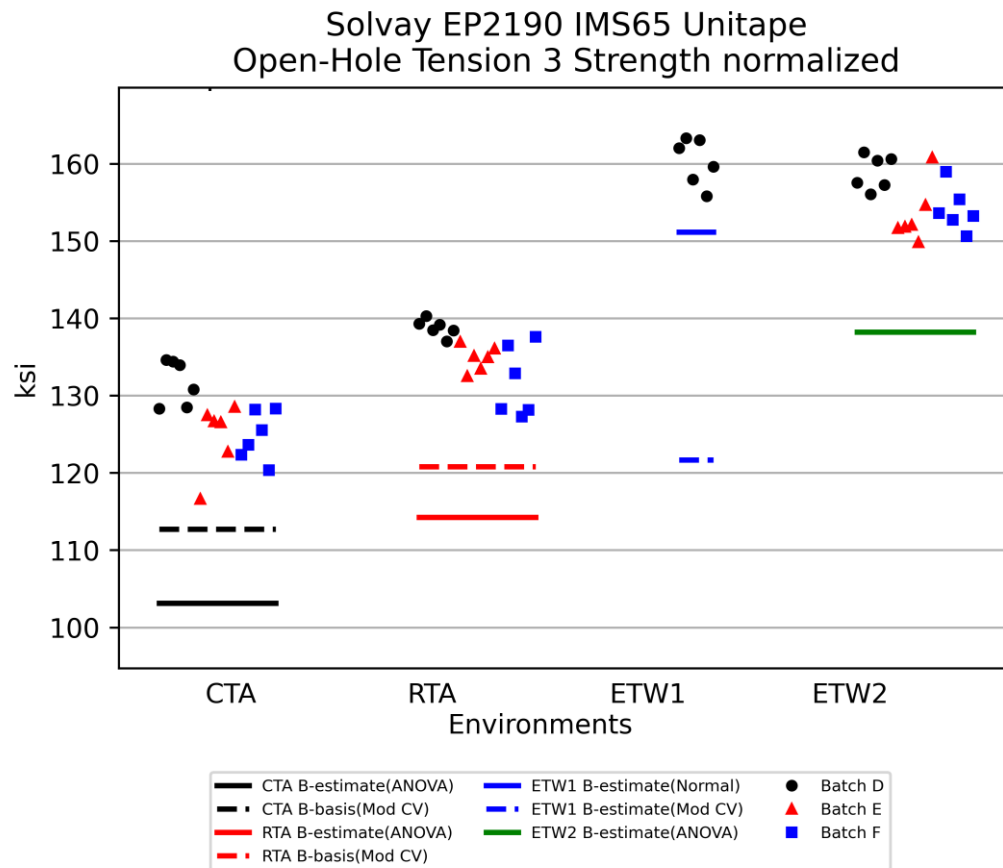 Solvay EP2190 IMS65 Unitape
Open-Hole Tension 3 Strength normalized
160
150
140
130
120
110
100
ksi
CTA RTA ETW1 ETW2
Environments
CTA B-estimate(ANOVA) ETW1 B-estimate(Normal) Batch D
CTA B-basis(Mod CV) ETW1 B-estimate(Mod CV) Batch E
RTA B-estimate(ANOVA) ETW2 B-estimate(ANOVA) Batch F
RTA B-basis(Mod CV)